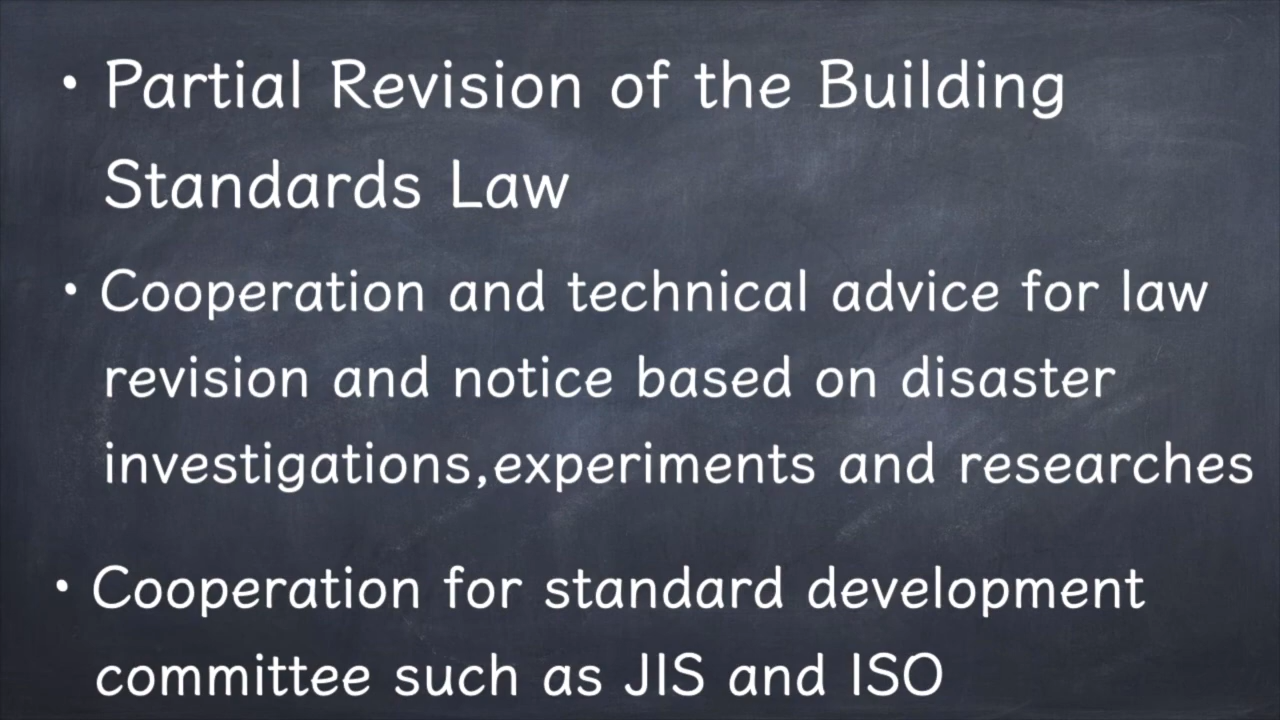 • Partial Revision of the Building
Standards Law
• Cooperation and technical advice for law
revision and notice based on disaster
investigations,experiments and researches
• Cooperation for standard development
committee such as JIS and ISO